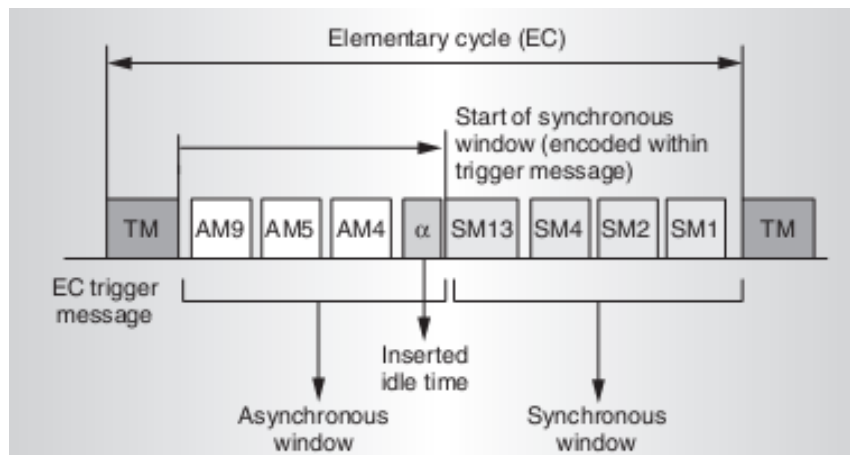 Elementary cycle (EC)
Start of synchronous
window (encoded within
trigger message)
TM AM9 AM5 AM4 α SM13 SM4 SM2 SM1 TM
EC trigger
message
Inserted
idle time
Asynchronous
window
Synchronous
window